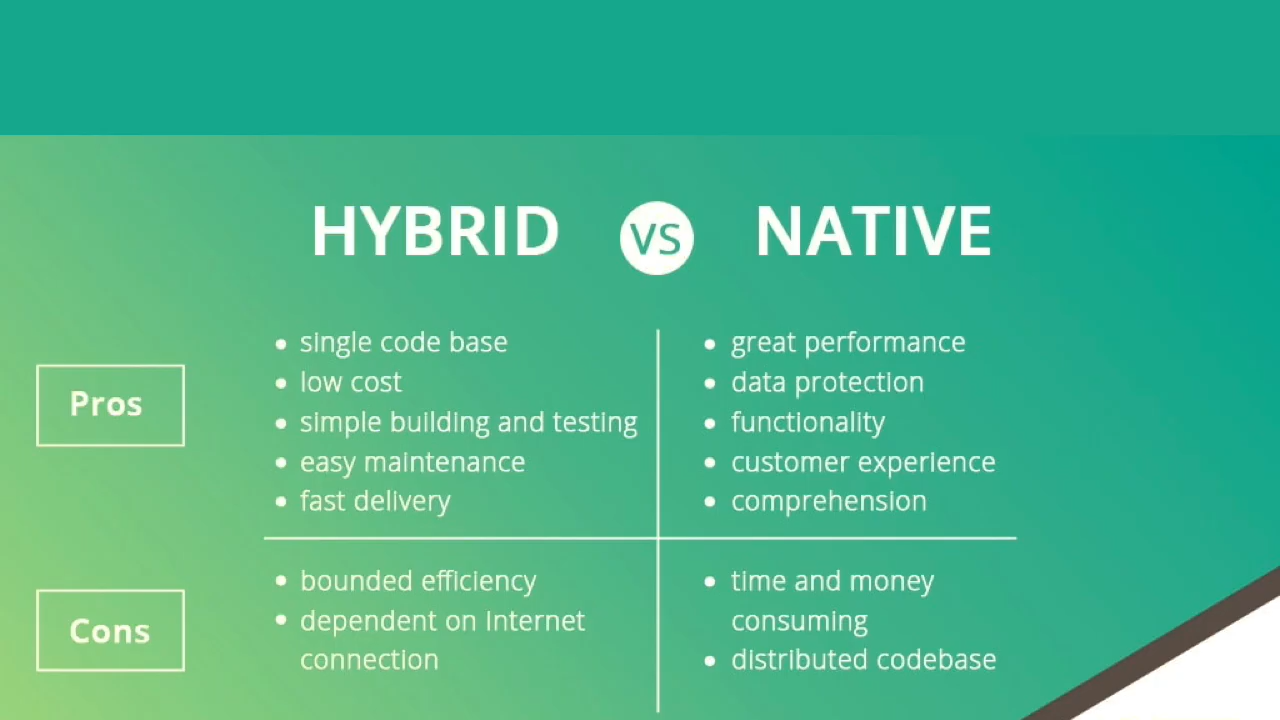 HYBRID VS NATIVE
Pros
• single code base
• low cost
• simple building and testing
• easy maintenance
• fast delivery
• great performance
• data protection
• functionality
• customer experience
• comprehension
Cons
• bounded efficiency
• dependent on Internet
connection
• time and money
consuming
• distributed codebase